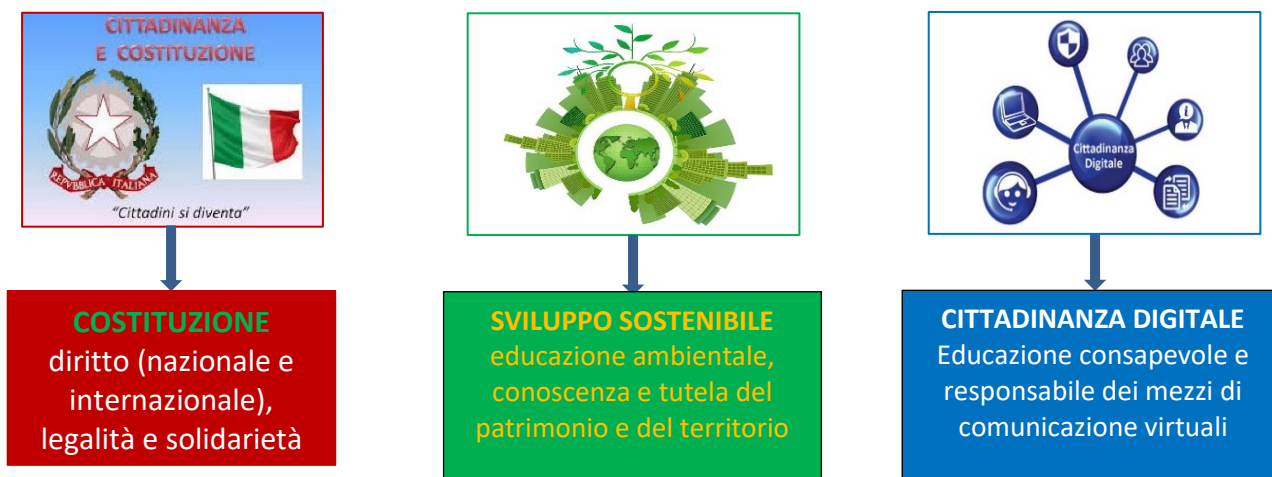 CITTADINANZA
E COSTITUZIONE
REPVBBLICA ITALIANA
"Cittadini si diventa"
COSTITUZIONE
diritto (nazionale e
internazionale),
legalità e solidarietà
SVILUPPO SOSTENIBILE
educazione ambientale,
conoscenza e tutela del
patrimonio e del territorio
Cittadinanza
Digitale
CITTADINANZA DIGITALE
Educazione consapevole e
responsabile dei mezzi di
comunicazione virtuali